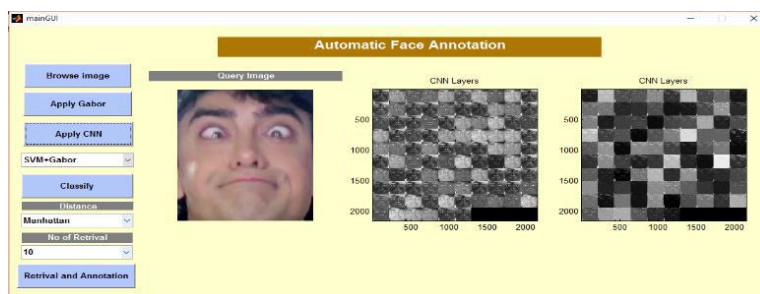 mainGUI
Automatic Face Annotation
Browse image
Apply Gabor
Apply CNN
SVM+Gabor
Classify
Distance
Manhattan
No of Retrival
10
Retrival and Annotation
Query Image
CNN Layers
500
1000
1500
2000
500 1000 1500 2000
CNN Layers
500
1000
1500
2000
500 1000 1500 2000